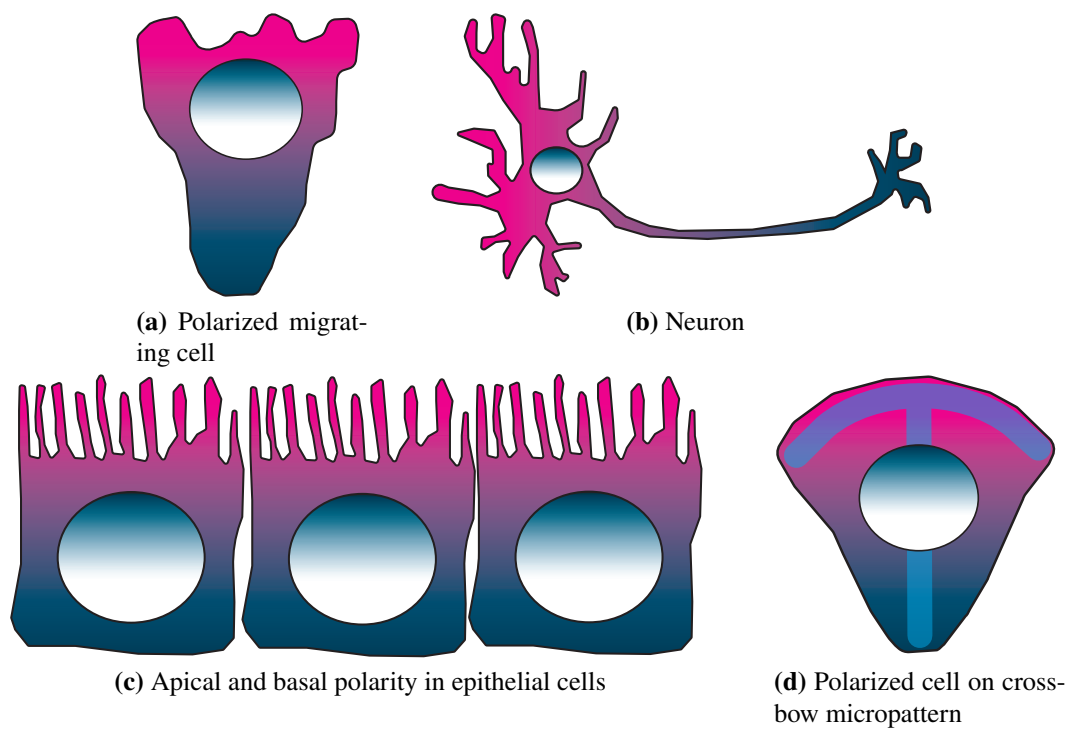 (a) Polarized migrat-
ing cell
(b) Neuron
(c) Apical and basal polarity in epithelial cells
(d) Polarized cell on cross-
bow micropattern